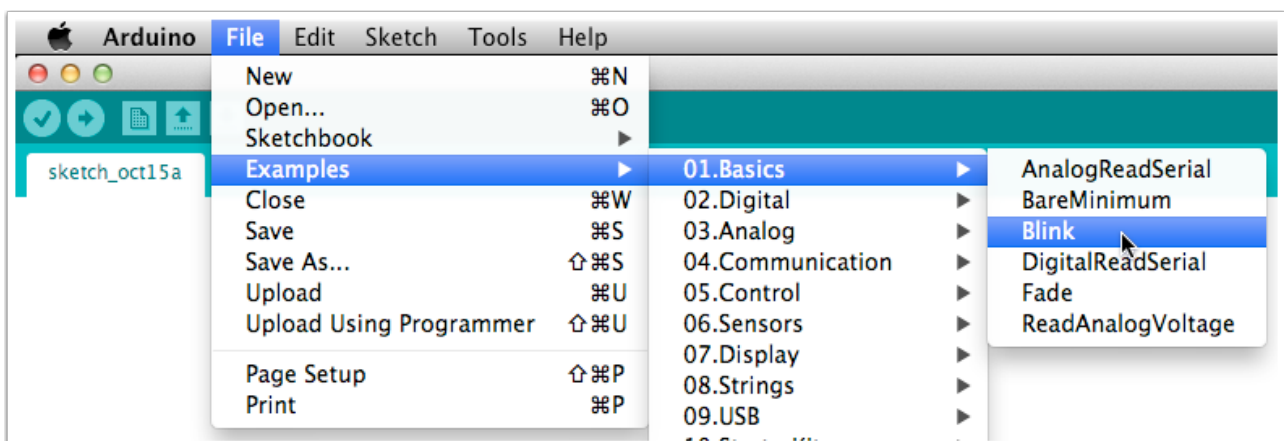 Arduino File Edit Sketch Tools Help
New ⌘N
Open... ⌘O
Sketchbook ▶
sketch_oct15a
Examples ▶
Close ⌘W
Save ⌘S
Save As... ⇧⌘S
Upload ⌘U
Upload Using Programmer ⇧⌘U
Page Setup ⇧⌘P
Print ⌘P
01.Basics ▶
02.Digital ▶
03.Analog ▶
04.Communication ▶
05.Control ▶
06.Sensors ▶
07.Display ▶
08.Strings ▶
09.USB ▶
AnalogReadSerial
BareMinimum
Blink
DigitalReadSerial
Fade
ReadAnalogVoltage